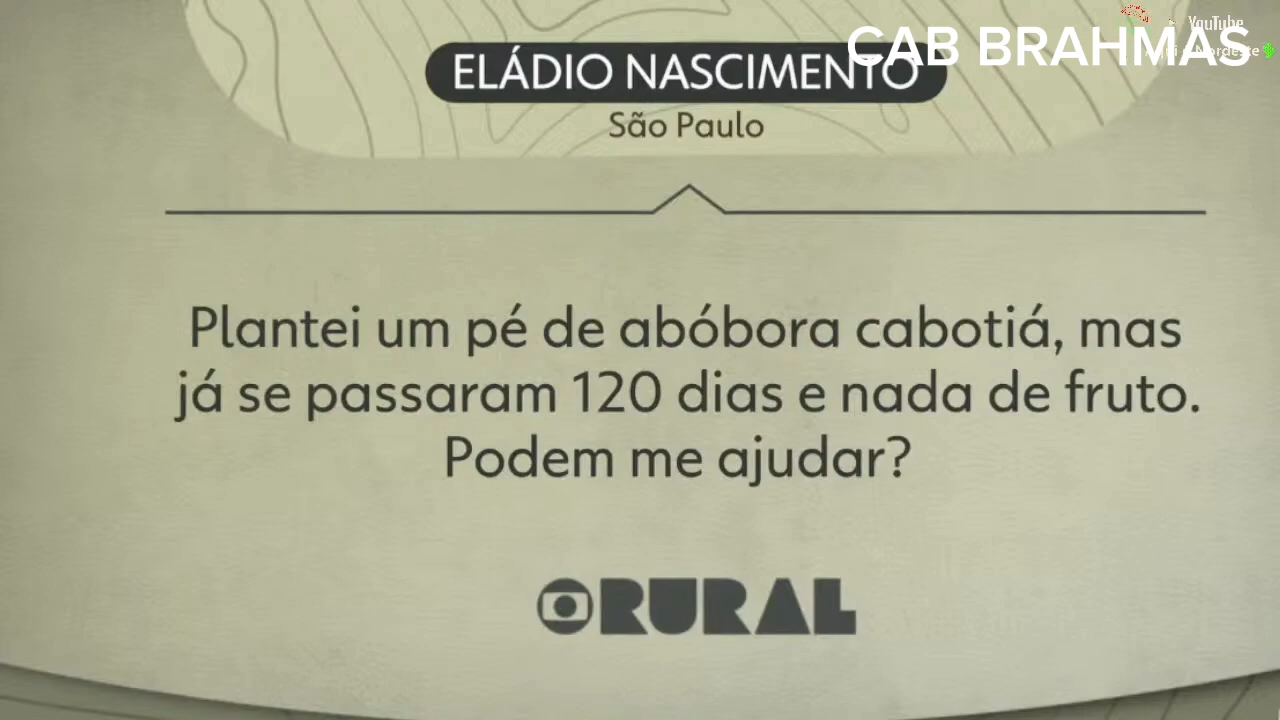 YouTube
CAB BRAHMAS
ELÁDIO NASCIMENTO
São Paulo
Plantei um pé de abóbora cabotiá, mas
já se passaram 120 dias e nada de fruto.
Podem me ajudar?
RURAL